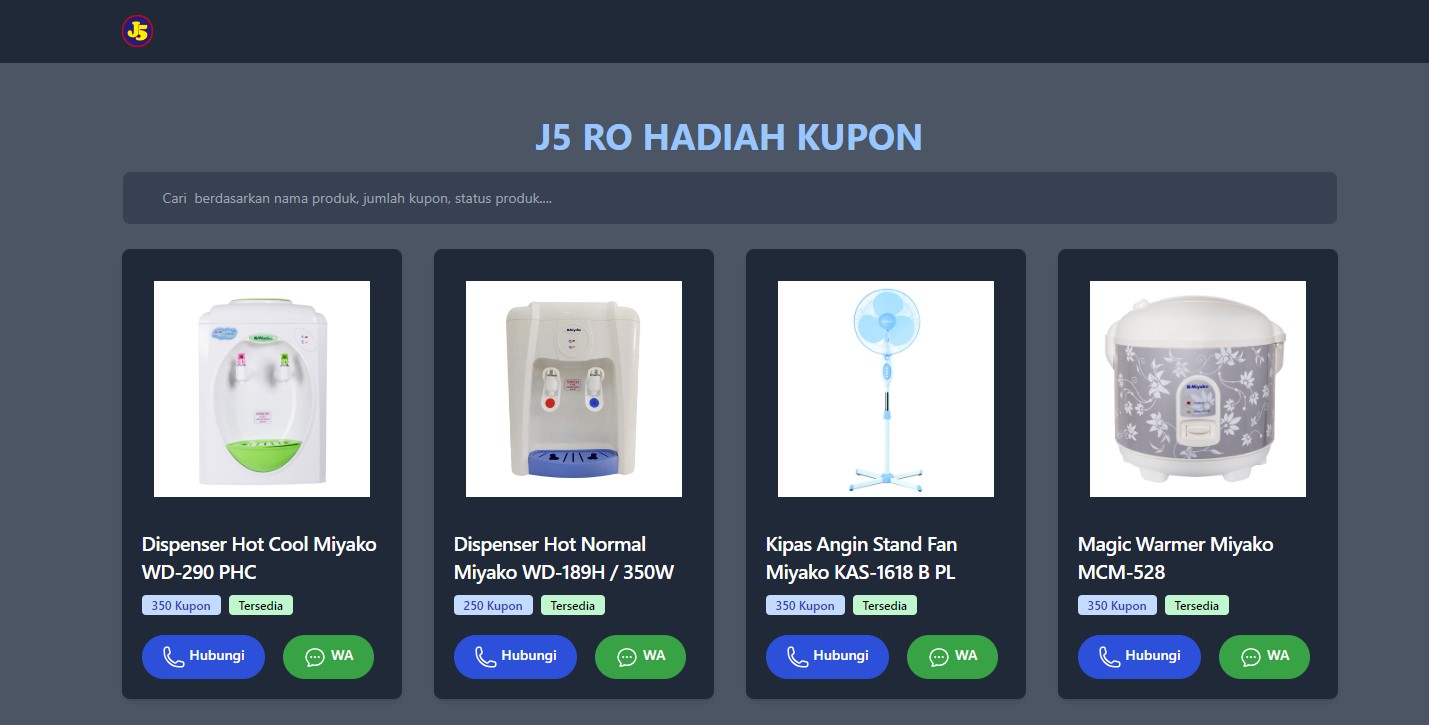 J5
J5 RO HADIAH KUPON
Cari  berdasarkan nama produk, jumlah kupon, status produk....
Miyako
Miyako
Miyako
Dispenser Hot Cool Miyako
WD-290 PHC
350 Kupon
Tersedia
Hubungi
WA
Dispenser Hot Normal
Miyako WD-189H / 350W
250 Kupon
Tersedia
Hubungi
WA
Kipas Angin Stand Fan
Miyako KAS-1618 B PL
350 Kupon
Tersedia
Hubungi
WA
Magic Warmer Miyako
MCM-528
350 Kupon
Tersedia
Hubungi
WA